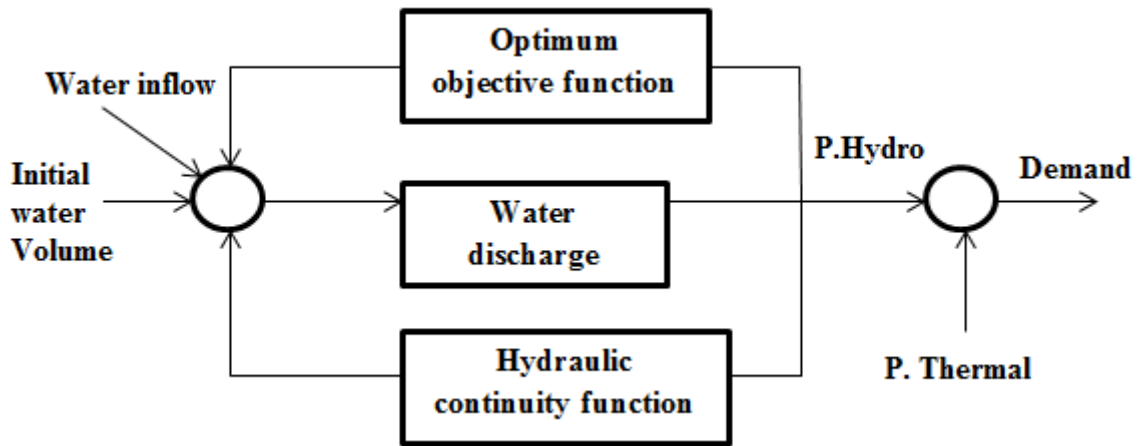 Optimum
objective function
Water inflow
P.Hydro
Demand
Initial
water
Volume
Water
discharge
Hydraulic
continuity function
P. Thermal